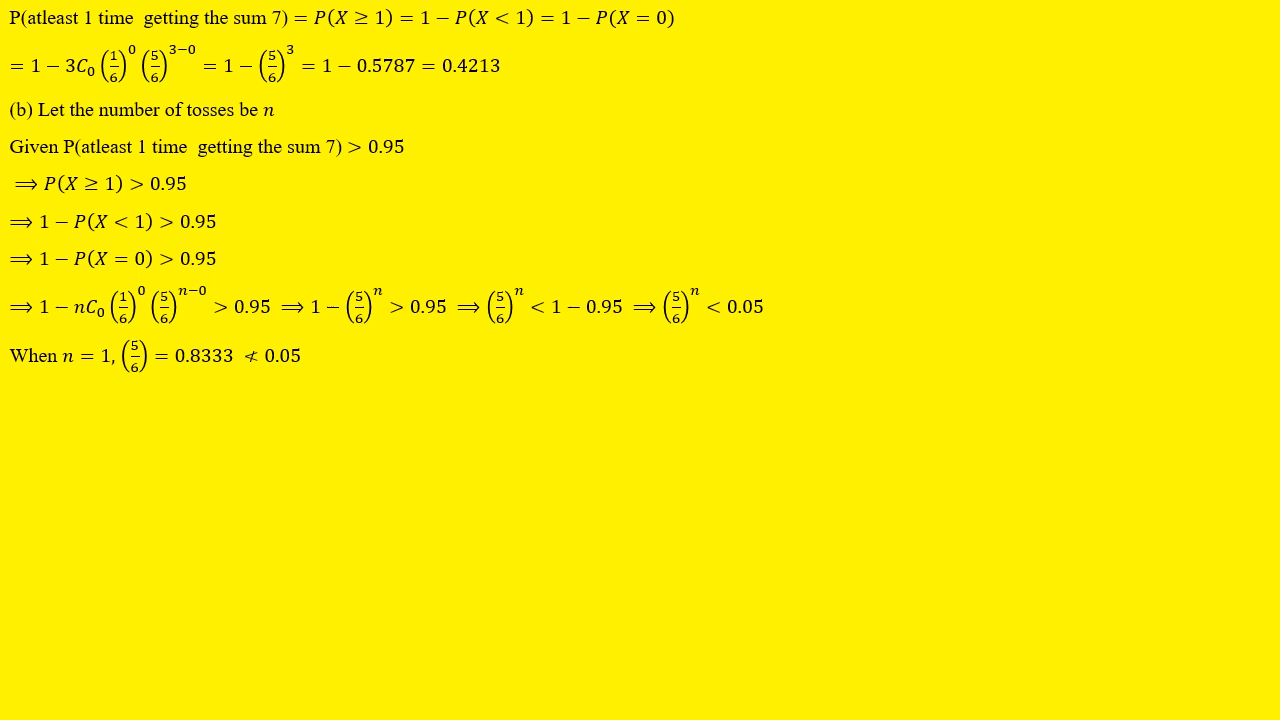 P(atleast 1 time  getting the sum 7) = P(X ≥ 1) = 1 − P(X < 1) = 1 − P(X = 0)
= 1 − 3C₀ (1/6)⁰ (5/6)³⁻⁰ = 1 − (5/6)³ = 1 − 0.5787 = 0.4213
(b) Let the number of tosses be n
Given P(atleast 1 time  getting the sum 7) > 0.95
⟹ P(X ≥ 1) > 0.95
⟹ 1 − P(X < 1) > 0.95
⟹ 1 − P(X = 0) > 0.95
⟹ 1 − nC₀ (1/6)⁰ (5/6)ⁿ⁻⁰ > 0.95 ⟹ 1 − (5/6)ⁿ > 0.95 ⟹ (5/6)ⁿ < 1 − 0.95 ⟹ (5/6)ⁿ < 0.05
When n = 1, (5/6) = 0.8333 ≮ 0.05